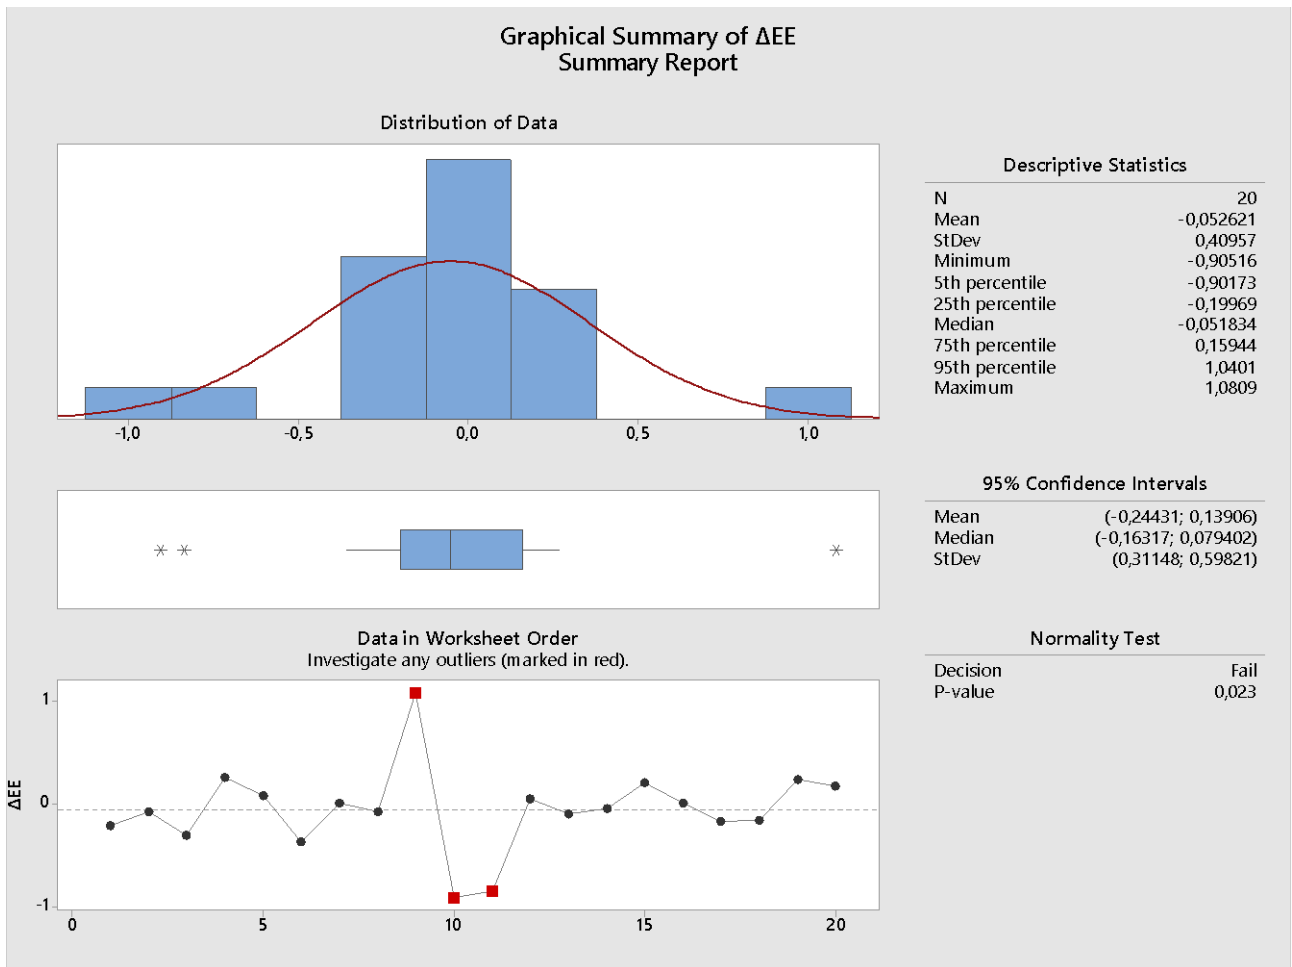 Graphical Summary of ΔEE
Summary Report
Distribution of Data
-1,0 -0,5 0,0 0,5 1,0
Descriptive Statistics
N 20
Mean -0,052621
StDev 0,40957
Minimum -0,90516
5th percentile -0,90173
25th percentile -0,19969
Median -0,051834
75th percentile 0,15944
95th percentile 1,0401
Maximum 1,0809
95% Confidence Intervals
Mean (-0,24431; 0,13906)
Median (-0,16317; 0,079402)
StDev (0,31148; 0,59821)
Data in Worksheet Order
Investigate any outliers (marked in red).
1
0
-1
ΔEE
0 5 10 15 20
Normality Test
Decision Fail
P-value 0,023